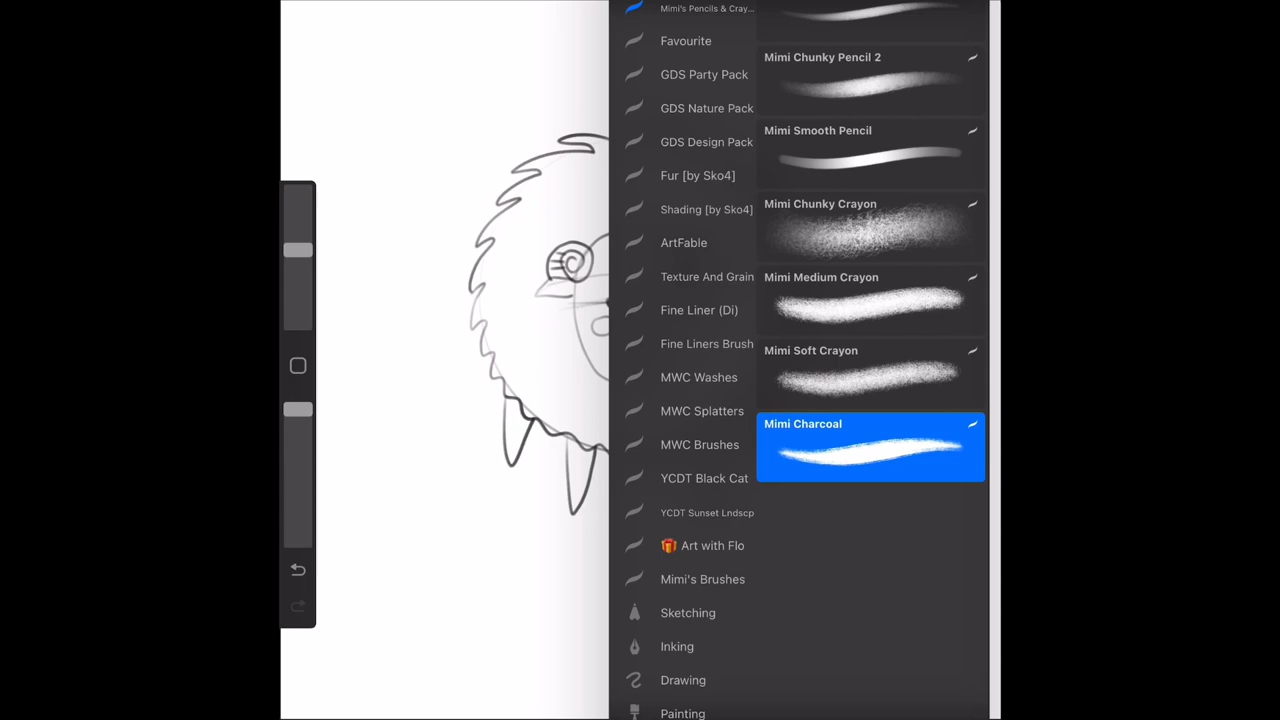 Mimi's Pencils & Cray...
Favourite
GDS Party Pack
GDS Nature Pack
GDS Design Pack
Fur [by Sko4]
Shading [by Sko4]
ArtFable
Texture And Grain
Fine Liner (Di)
Fine Liners Brush
MWC Washes
MWC Splatters
MWC Brushes
YCDT Black Cat
YCDT Sunset Lndscp
🎁 Art with Flo
Mimi's Brushes
Sketching
Inking
Drawing
Painting
Mimi Chunky Pencil 2
Mimi Smooth Pencil
Mimi Chunky Crayon
Mimi Medium Crayon
Mimi Soft Crayon
Mimi Charcoal